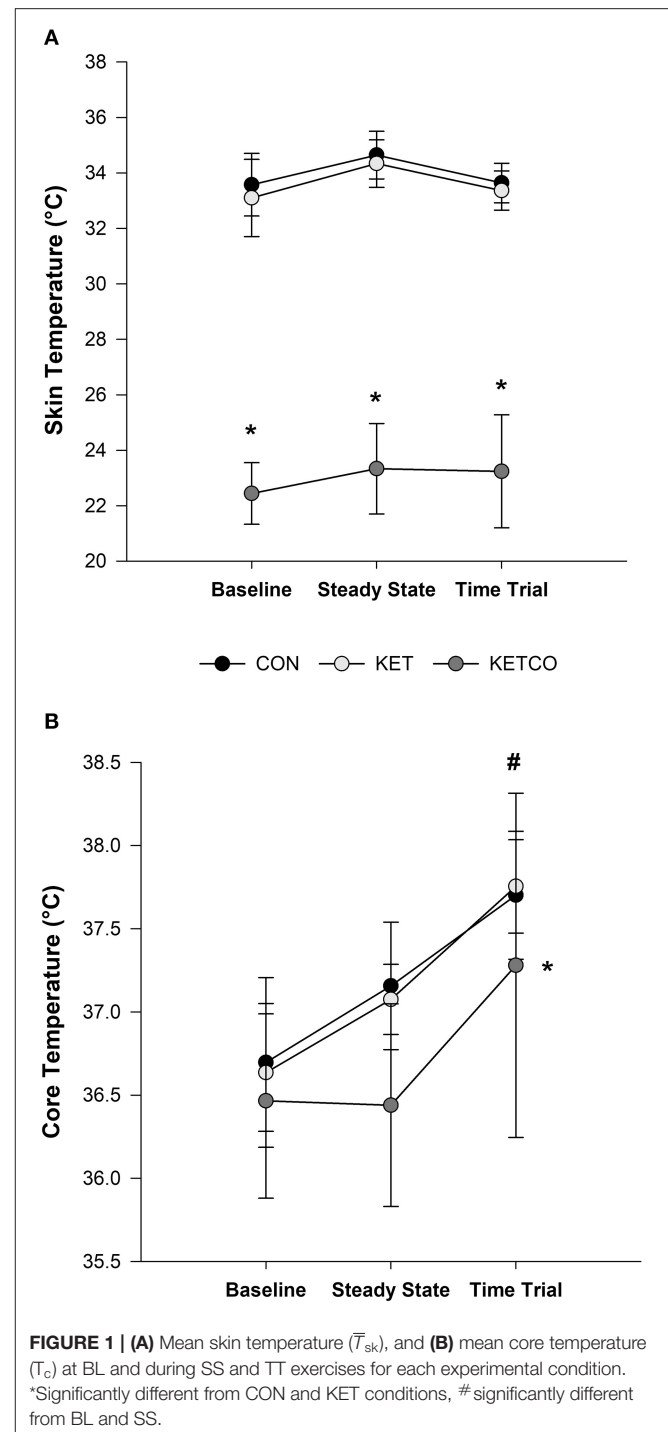 A
38
36
34
32
30
28
26
24
22
20
Skin Temperature (°C)
*
*
*
Baseline Steady State Time Trial
CON KET KETCO
B
38.5
38.0
37.5
37.0
36.5
36.0
35.5
Core Temperature (°C)
#
*
Baseline Steady State Time Trial
FIGURE 1 | (A) Mean skin temperature (T̿sk), and (B) mean core temperature
(Tc) at BL and during SS and TT exercises for each experimental condition.
*Significantly different from CON and KET conditions, #significantly different
from BL and SS.